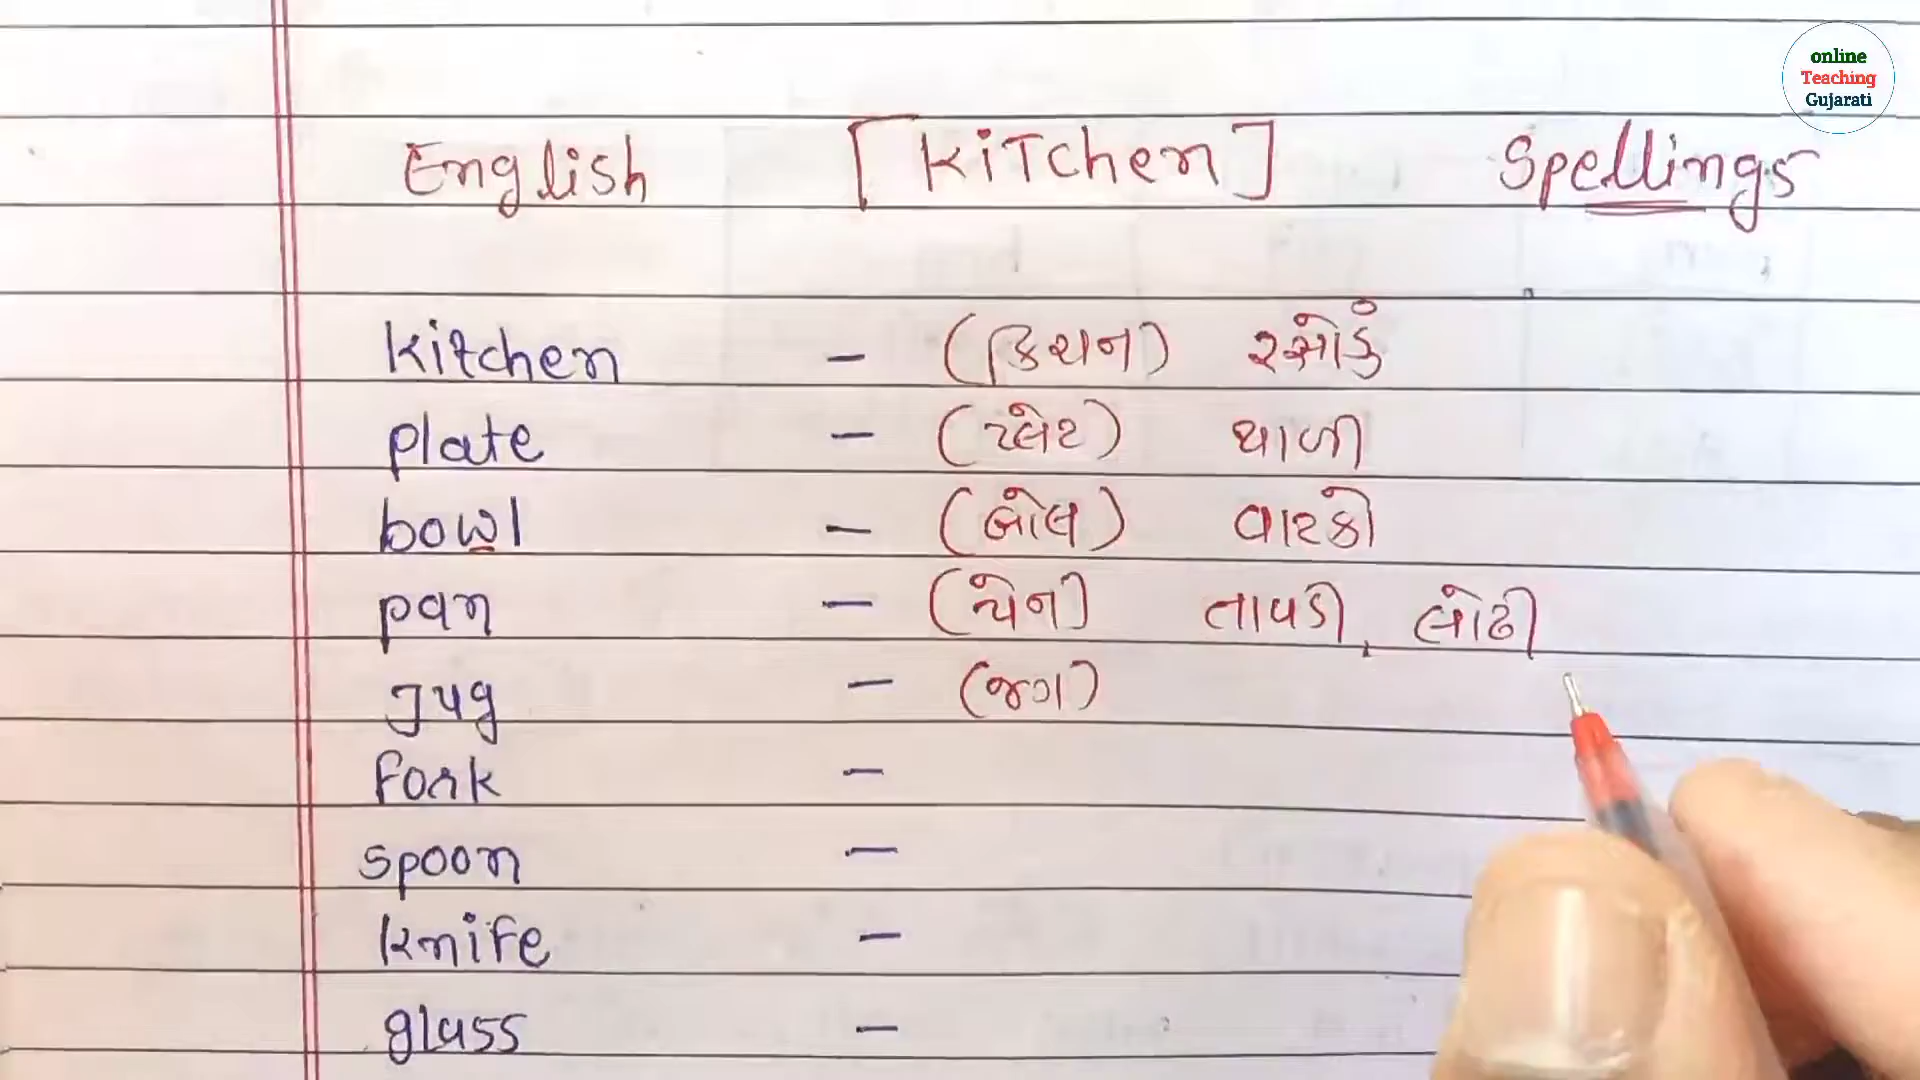 online
Teaching
Gujarati
English [KiTchen] Spellings
kitchen - (કિચન) રસોડું
plate - (પ્લેટ) થાળી
bowl - (બોલ) વાટકો
pan - (પેન) તાવડી, લોઢી
Jug - (જગ)
Fork -
spoon -
knife -
glass -